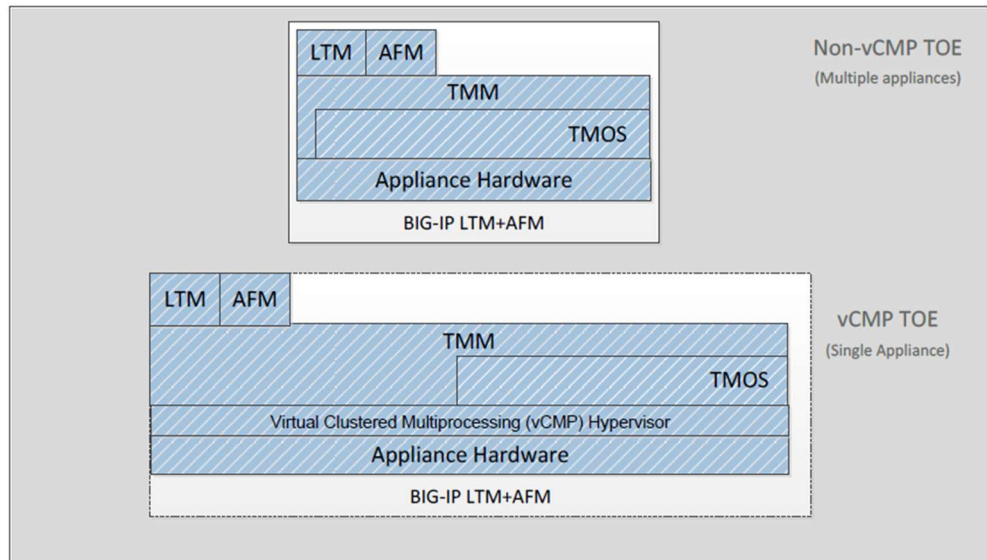 LTM AFM
Non-vCMP TOE
(Multiple appliances)
TMM
TMOS
Appliance Hardware
BIG-IP LTM+AFM
LTM AFM
vCMP TOE
(Single Appliance)
TMM
TMOS
Virtual Clustered Multiprocessing (vCMP) Hypervisor
Appliance Hardware
BIG-IP LTM+AFM